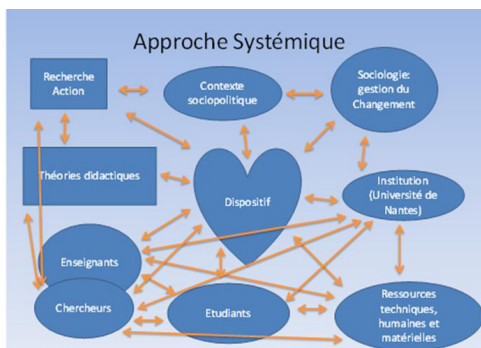 Approche Systémique
Recherche
Action
Contexte
sociopolitique
Sociologie:
gestion du
Changement
Théories didactiques
Dispositif
Institution
(Université de
Nantes)
Enseignants
Chercheurs
Etudiants
Ressources
techniques,
humaines et
matérielles